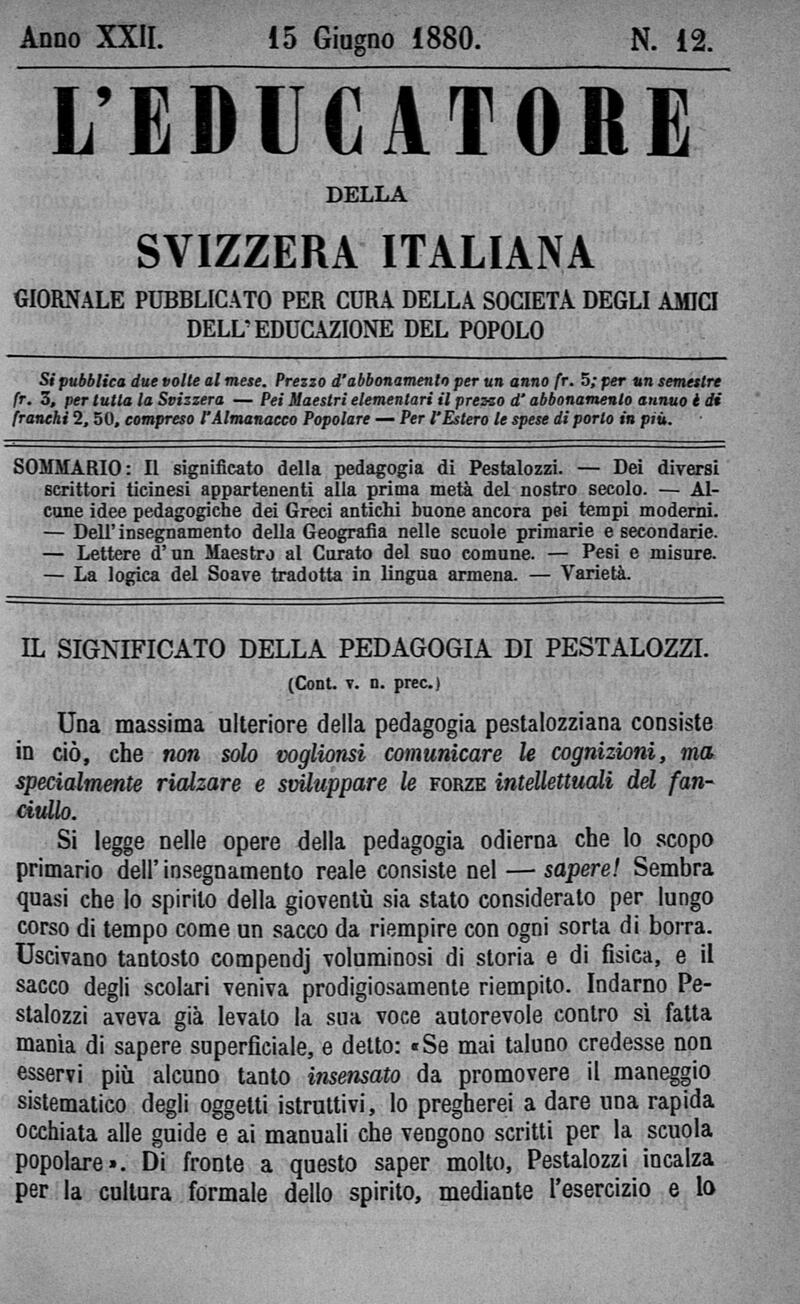 Anno XXII. 15 Giugno 1880. N. 12.
L'EDUCATORE
DELLA
SVIZZERA ITALIANA
GIORNALE PUBBLICATO PER CURA DELLA SOCIETÀ DEGLI AMICI
DELL'EDUCAZIONE DEL POPOLO
Si pubblica due volte al mese. Prezzo d'abbonamento per un anno fr. 5; per un semestre
fr. 3, per tutta la Svizzera — Pei Maestri elementari il prezzo d'abbonamento annuo è di
franchi 2, 50, compreso l'Almanacco Popolare — Per l'Estero le spese di porto in più.
SOMMARIO: Il significato della pedagogia di Pestalozzi. — Dei diversi
scrittori ticinesi appartenenti alla prima metà del nostro secolo. — Al-
cune idee pedagogiche dei Greci antichi buone ancora pei tempi moderni.
— Dell'insegnamento della Geografia nelle scuole primarie e secondarie.
— Lettere d'un Maestro al Curato del suo comune. — Pesi e misure.
— La logica del Soave tradotta in lingua armena. — Varietà.
IL SIGNIFICATO DELLA PEDAGOGIA DI PESTALOZZI.
(Cont. v. n. prec.)
Una massima ulteriore della pedagogia pestalozziana consiste
in ciò, che non solo voglionsi comunicare le cognizioni, ma
specialmente rialzare e sviluppare le FORZE intellettuali del fan-
ciullo.
Si legge nelle opere della pedagogia odierna che lo scopo
primario dell'insegnamento reale consiste nel — sapere! Sembra
quasi che lo spirito della gioventù sia stato considerato per lungo
corso di tempo come un sacco da riempire con ogni sorta di borra.
Uscivano tantosto compendj voluminosi di storia e di fisica, e il
sacco degli scolari veniva prodigiosamente riempito. Indarno Pe-
stalozzi aveva già levato la sua voce autorevole contro sì fatta
manìa di sapere superficiale, e detto: «Se mai taluno credesse non
esservi più alcuno tanto insensato da promovere il maneggio
sistematico degli oggetti istruttivi, lo pregherei a dare una rapida
occhiata alle guide e ai manuali che vengono scritti per la scuola
popolare». Di fronte a questo saper molto, Pestalozzi incalza
per la cultura formale dello spirito, mediante l'esercizio e lo